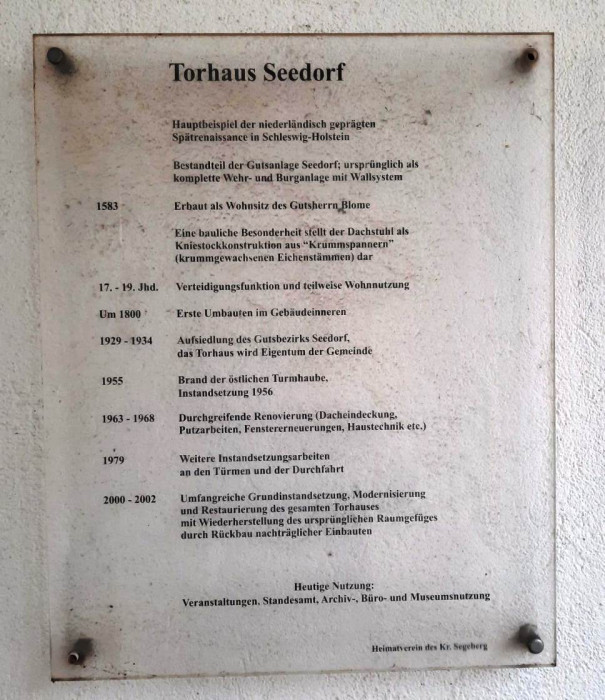 Torhaus Seedorf
Hauptbeispiel der niederländisch geprägten
Spätrenaissance in Schleswig-Holstein
Bestandteil der Gutsanlage Seedorf; ursprünglich als
komplette Wehr- und Burganlage mit Wallsystem
1583 Erbaut als Wohnsitz des Gutsherrn Blome
Eine bauliche Besonderheit stellt der Dachstuhl als
Kniestockkonstruktion aus “Krummspannern”
(krummgewachsenen Eichenstämmen) dar
17. - 19. Jhd. Verteidigungsfunktion und teilweise Wohnnutzung
Um 1800 Erste Umbauten im Gebäudeinneren
1929 - 1934 Aufsiedlung des Gutsbezirks Seedorf,
das Torhaus wird Eigentum der Gemeinde
1955 Brand der östlichen Turmhaube,
Instandsetzung 1956
1963 - 1968 Durchgreifende Renovierung (Dacheindeckung,
Putzarbeiten, Fenstererneuerungen, Haustechnik etc.)
1979 Weitere Instandsetzungsarbeiten
an den Türmen und der Durchfahrt
2000 - 2002 Umfangreiche Grundinstandsetzung, Modernisierung
und Restaurierung des gesamten Torhauses
mit Wiederherstellung des ursprünglichen Raumgefüges
durch Rückbau nachträglicher Einbauten
Heutige Nutzung:
Veranstaltungen, Standesamt, Archiv-, Büro- und Museumsnutzung
Heimatverein des Kr. Segeberg